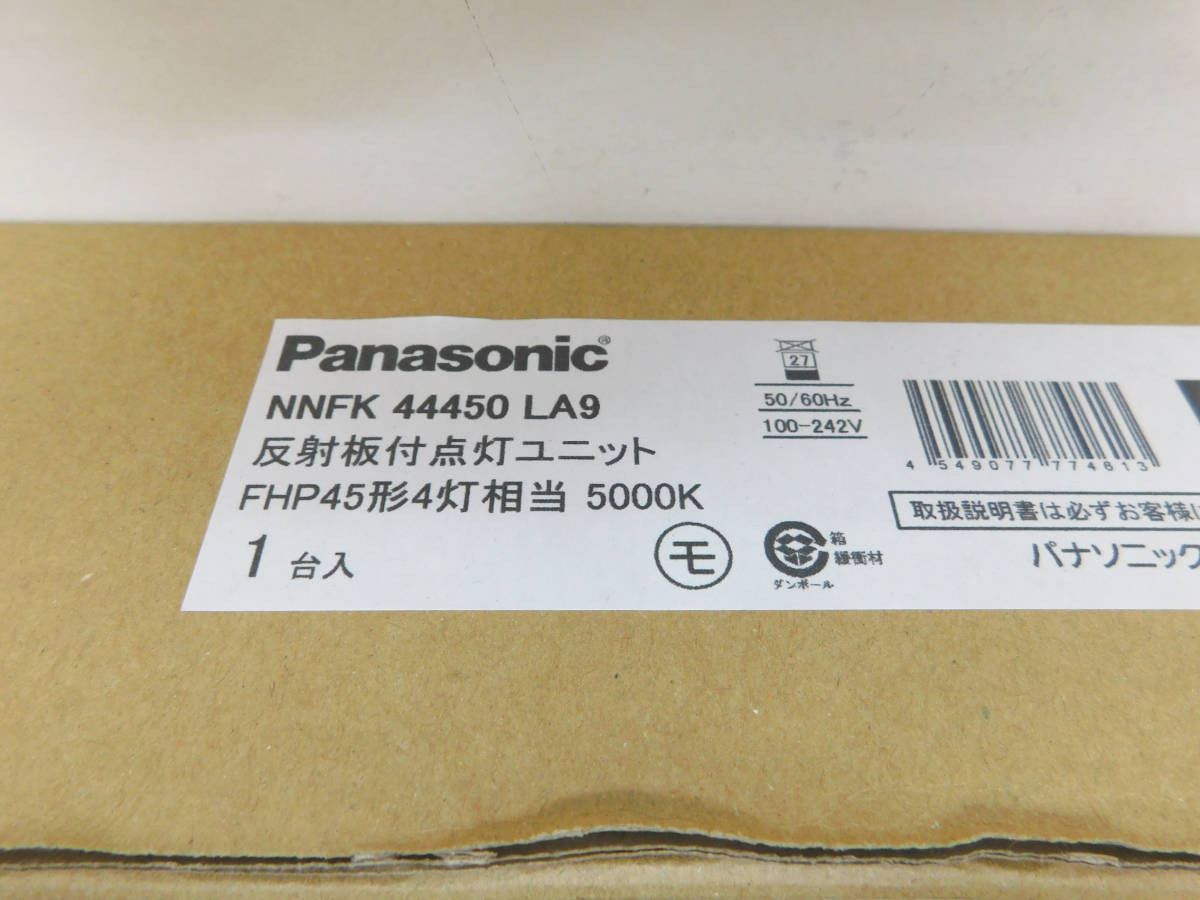 Panasonic®
NNFK 44450 LA9
反射板付点灯ユニット
FHP45形4灯相当 5000K
1 台入
モ
箱
緩衝材
ダンボール
27
50/60Hz
100-242V
4 549077 774613
取扱説明書は必ずお客様に
パナソニック